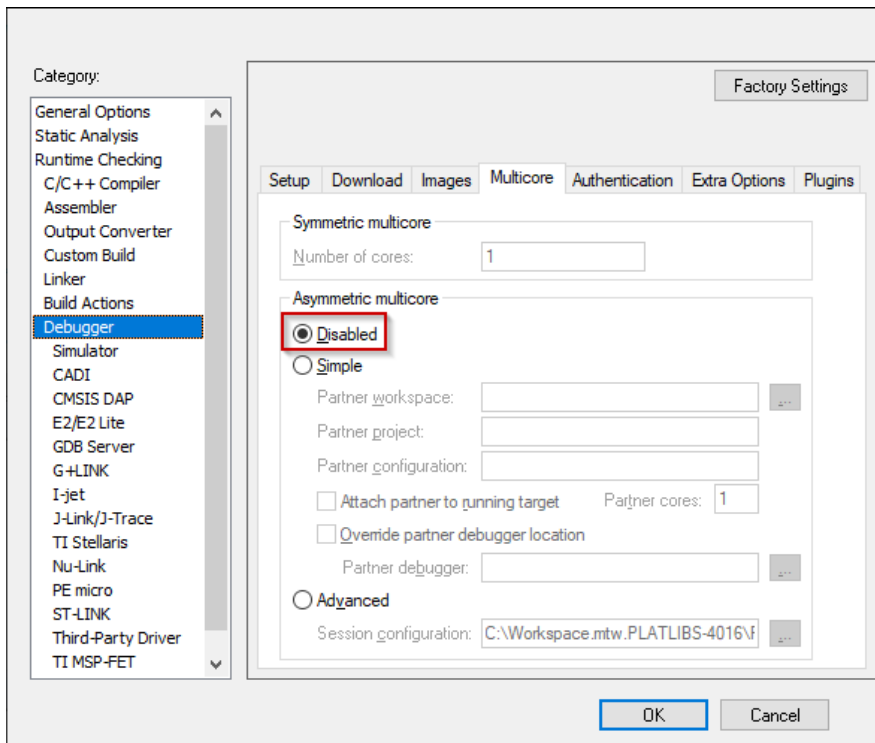 Category:
General Options
Static Analysis
Runtime Checking
C/C++ Compiler
Assembler
Output Converter
Custom Build
Linker
Build Actions
Debugger
Simulator
CADI
CMSIS DAP
E2/E2 Lite
GDB Server
G+LINK
I-jet
J-Link/J-Trace
TI Stellaris
Nu-Link
PE micro
ST-LINK
Third-Party Driver
TI MSP-FET
Factory Settings
Setup Download Images Multicore Authentication Extra Options Plugins
Symmetric multicore
Number of cores: 1
Asymmetric multicore
Disabled
Simple
Partner workspace: ...
Partner project:
Partner configuration:
Attach partner to running target Partner cores: 1
Override partner debugger location
Partner debugger: ...
Advanced
Session configuration: C:\Workspace.mtw.PLATLIBS-4016\ ...
OK Cancel